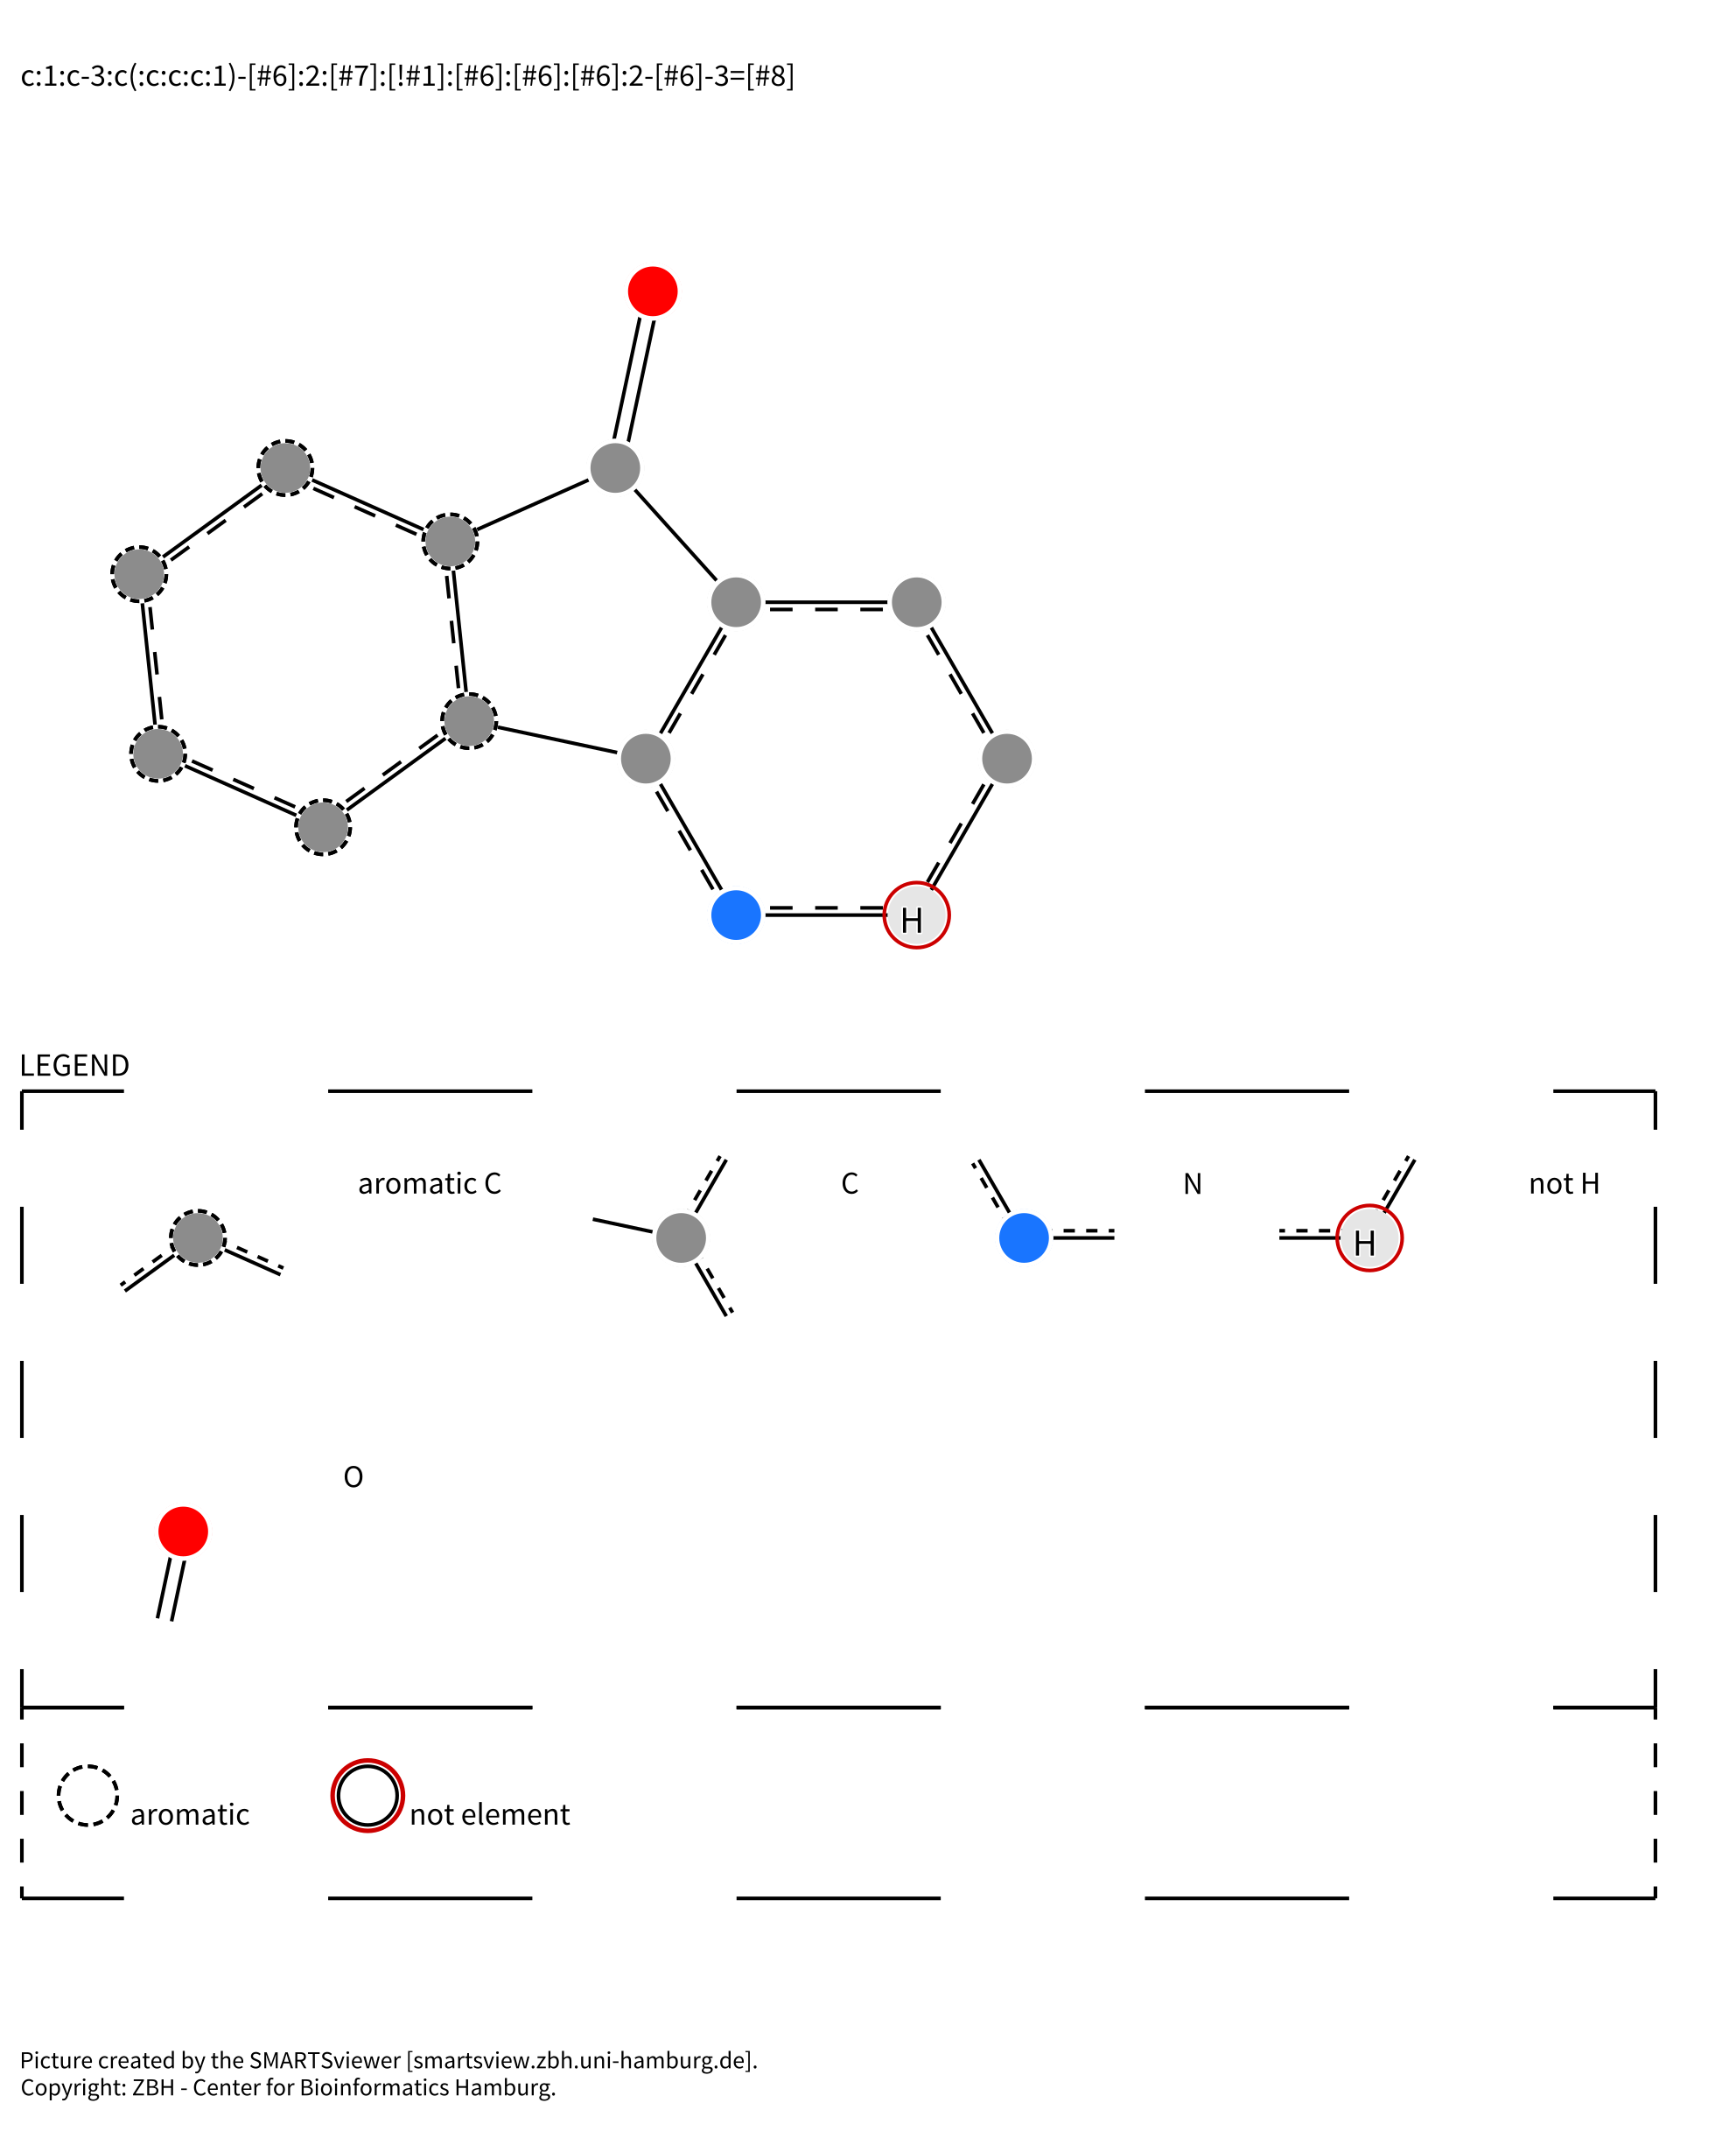 c:1:c-3:c(:c:c:c:1)-[#6]:2:[#7]:[!#1]:[#6]:[#6]:[#6]:2-[#6]-3=[#8]
H
LEGEND
aromatic C
C
N
not H
H
O
aromatic
not element
Picture created by the SMARTSviewer [smartsview.zbh.uni-hamburg.de].
Copyright: ZBH - Center for Bioinformatics Hamburg.